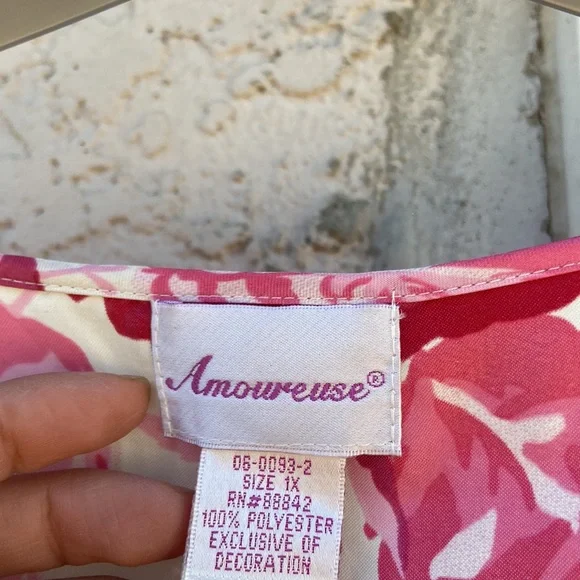 Amoureuse®
06-0093-2
SIZE 1X
RN#88842
100% POLYESTER
EXCLUSIVE OF
DECORATION